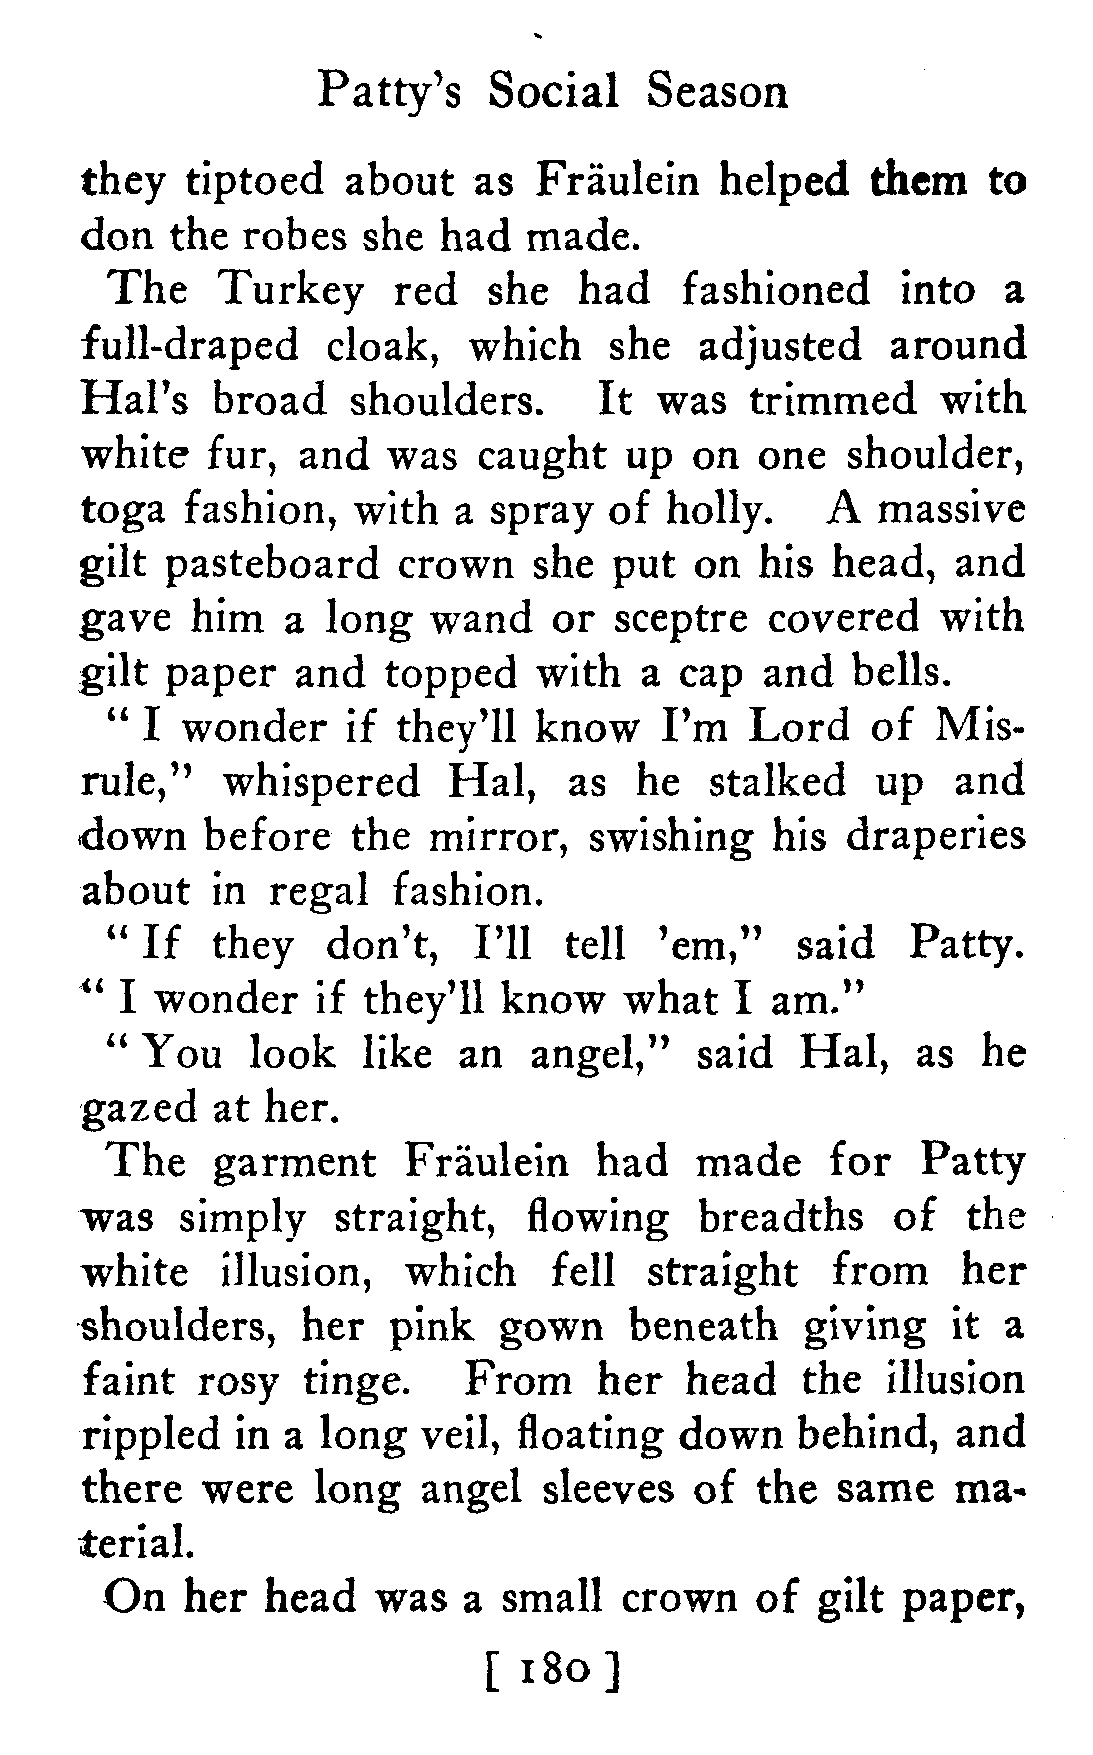 Patty's Social Season
they tiptoed about as Fräulein helped them to
don the robes she had made.
The Turkey red she had fashioned into a
full-draped cloak, which she adjusted around
Hal's broad shoulders. It was trimmed with
white fur, and was caught up on one shoulder,
toga fashion, with a spray of holly. A massive
gilt pasteboard crown she put on his head, and
gave him a long wand or sceptre covered with
gilt paper and topped with a cap and bells.
" I wonder if they'll know I'm Lord of Mis-
rule," whispered Hal, as he stalked up and
down before the mirror, swishing his draperies
about in regal fashion.
" If they don't, I'll tell 'em," said Patty.
" I wonder if they'll know what I am."
" You look like an angel," said Hal, as he
gazed at her.
The garment Fräulein had made for Patty
was simply straight, flowing breadths of the
white illusion, which fell straight from her
shoulders, her pink gown beneath giving it a
faint rosy tinge. From her head the illusion
rippled in a long veil, floating down behind, and
there were long angel sleeves of the same ma-
terial.
On her head was a small crown of gilt paper,
[ 180 ]